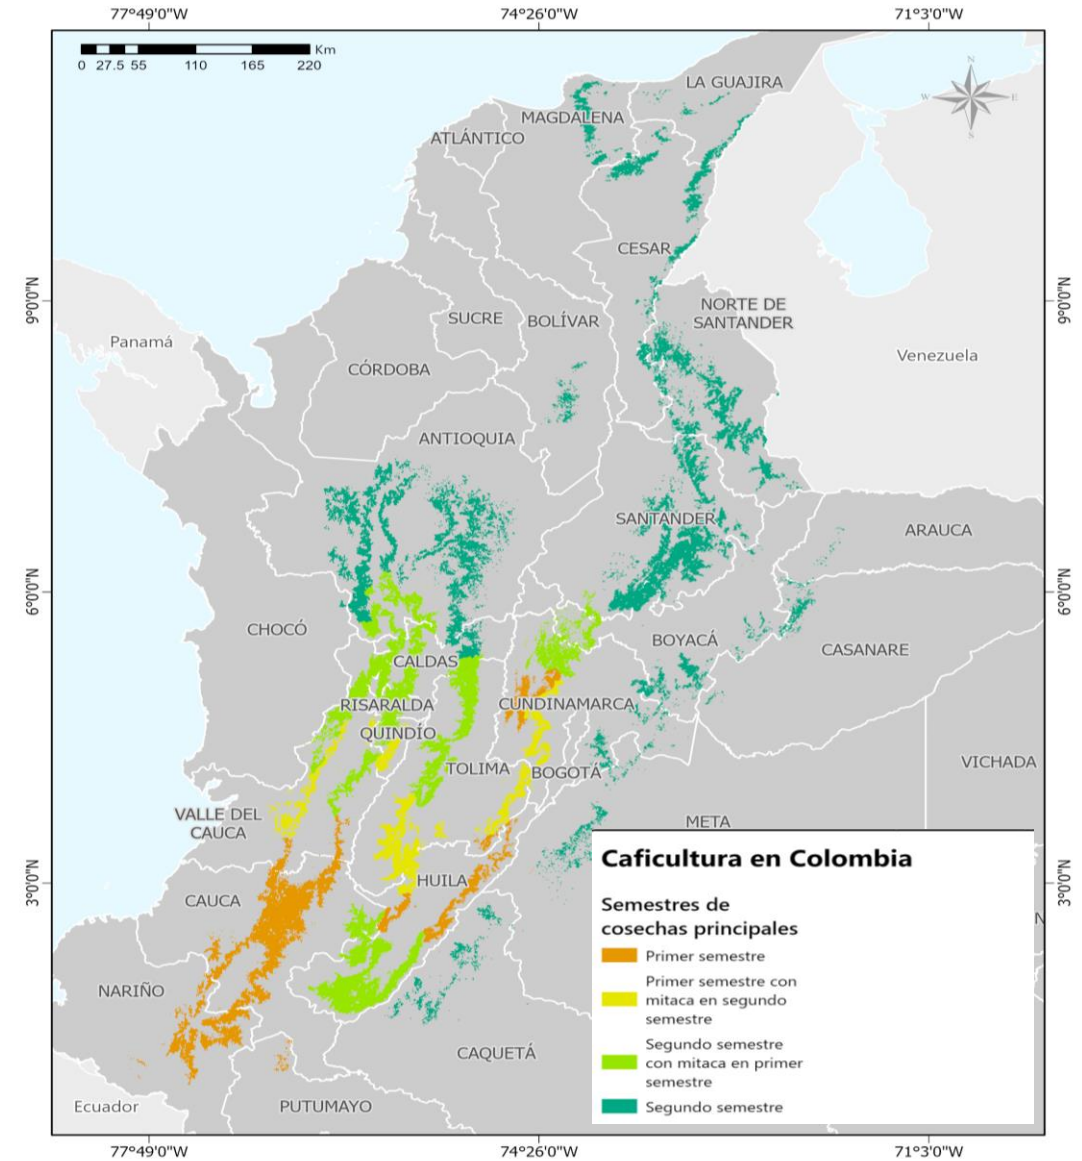 77°49'0"W 74°26'0"W 71°3'0"W
Km
0 27.5 55 110 165 220
N
W E
S
LA GUAJIRA
MAGDALENA
ATLÁNTICO
CESAR
9°0'0"N 9°0'0"N
NORTE DE
SANTANDER
SUCRE BOLÍVAR
Panamá
Venezuela
CÓRDOBA
ANTIOQUIA
SANTANDER
ARAUCA
6°0'0"N 6°0'0"N
CHOCÓ
BOYACÁ
CASANARE
CALDAS
RISARALDA CUNDINAMARCA
QUINDÍO
TOLIMA BOGOTÁ
VICHADA
VALLE DEL
CAUCA
META
3°0'0"N 3°0'0"N
HUILA
CAUCA
N
NARIÑO
CAQUETÁ
Ecuador
PUTUMAYO
Caficultura en Colombia
Semestres de
cosechas principales
Primer semestre
Primer semestre con
mitaca en segundo
semestre
Segundo semestre
con mitaca en primer
semestre
Segundo semestre
77°49'0"W 74°26'0"W 71°3'0"W